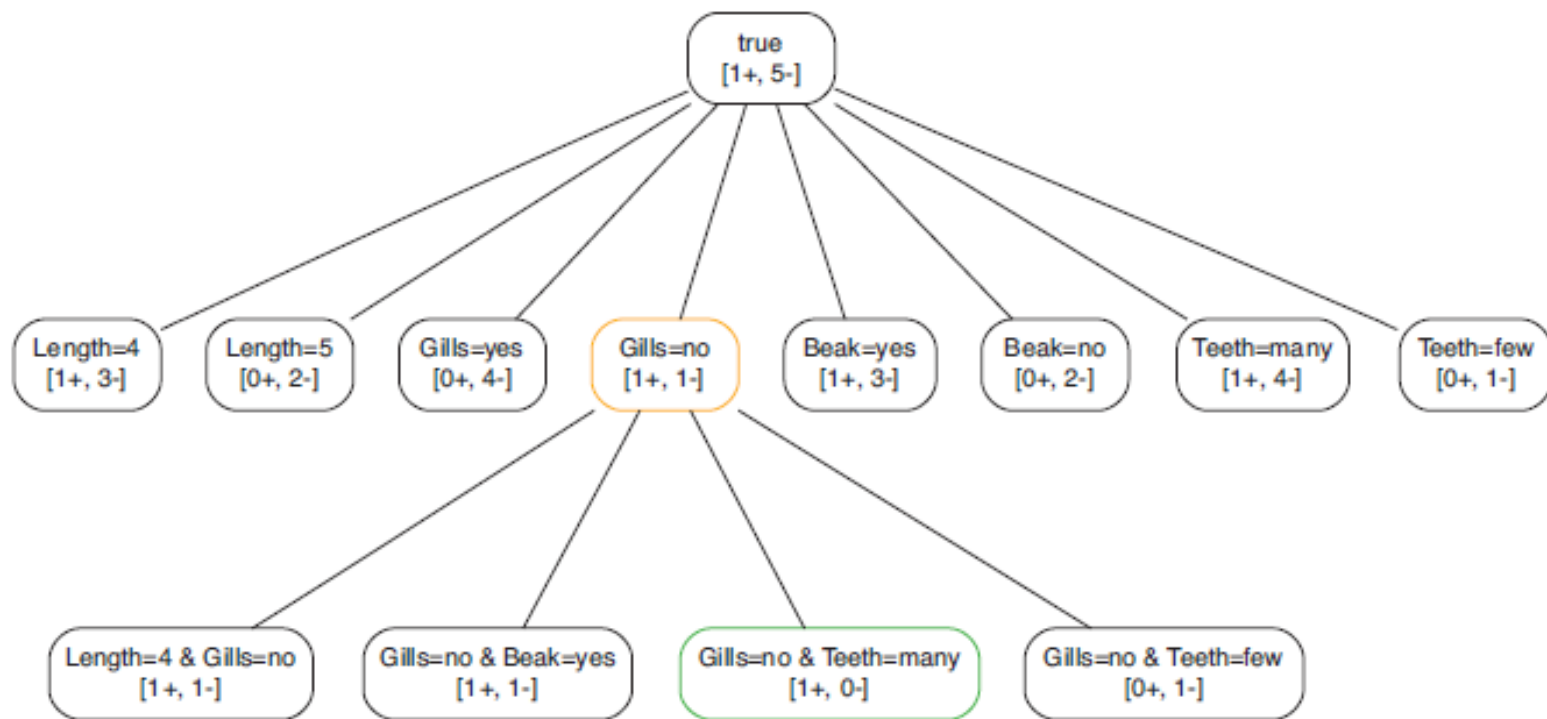 true
[1+, 5-]
Length=4
[1+, 3-]
Length=5
[0+, 2-]
Gills=yes
[0+, 4-]
Gills=no
[1+, 1-]
Beak=yes
[1+, 3-]
Beak=no
[0+, 2-]
Teeth=many
[1+, 4-]
Teeth=few
[0+, 1-]
Length=4 & Gills=no
[1+, 1-]
Gills=no & Beak=yes
[1+, 1-]
Gills=no & Teeth=many
[1+, 0-]
Gills=no & Teeth=few
[0+, 1-]